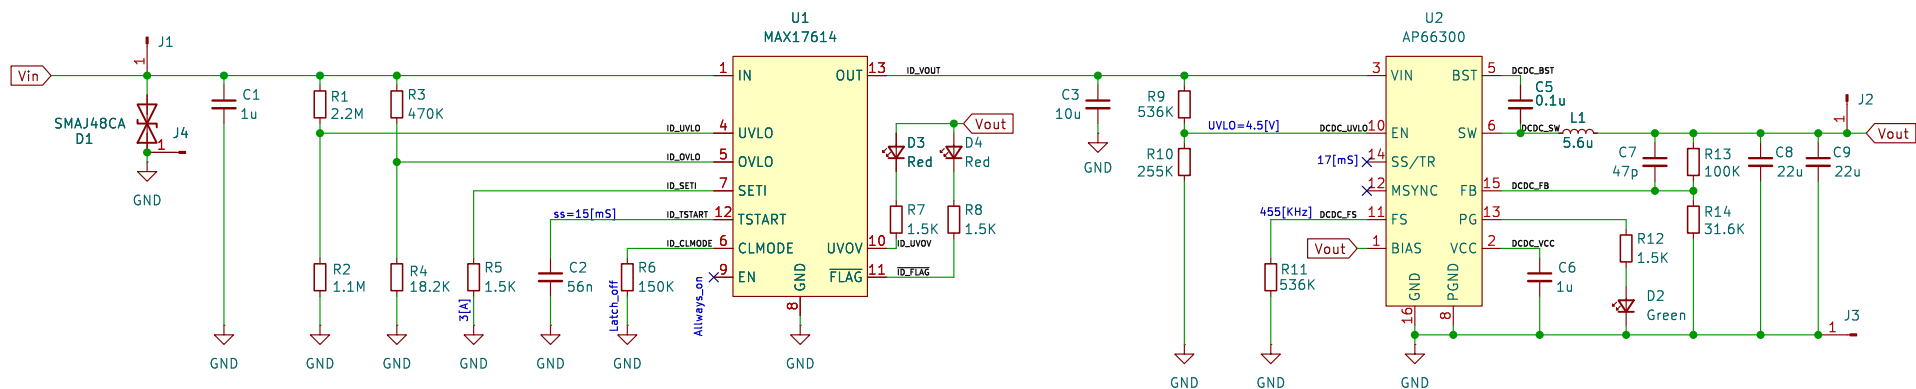 Vin
J1
1
SMAJ48CA
D1
J4
1
GND
C1
1u
GND
R1
2.2M
R2
1.1M
GND
R3
470K
R4
18.2K
GND
R5
1.5K
3[A]
GND
ss=15[mS]
C2
56n
GND
R6
150K
Latch_off
GND
Allways_on
ID_UVLO
ID_OVLO
ID_SETI
ID_TSTART
ID_CLMODE
U1
MAX17614
1 IN
4 UVLO
5 OVLO
7 SETI
12 TSTART
6 CLMODE
9 EN
OUT 13
UVOV 10
FLAG 11
GND
8
GND
ID_VOUT
Vout
D3
Red
D4
Red
R7
1.5K
R8
1.5K
ID_UVOV
ID_FLAG
C3
10u
GND
R9
536K
R10
255K
GND
UVLO=4.5[V]
DCDC_UVLO
17[mS]
455[KHz]
DCDC_FS
Vout
R11
536K
GND
U2
AP66300
3 VIN
10 EN
14 SS/TR
12 MSYNC
11 FS
1 BIAS
BST 5
SW 6
FB 15
PG 13
VCC 2
GND
16
PGND
8
GND
DCDC_BST
C5
0.1u
DCDC_SW
L1
5.6u
DCDC_FB
DCDC_VCC
C6
1u
R12
1.5K
D2
Green
C7
47p
R13
100K
R14
31.6K
C8
22u
C9
22u
J2
1
Vout
J3
1